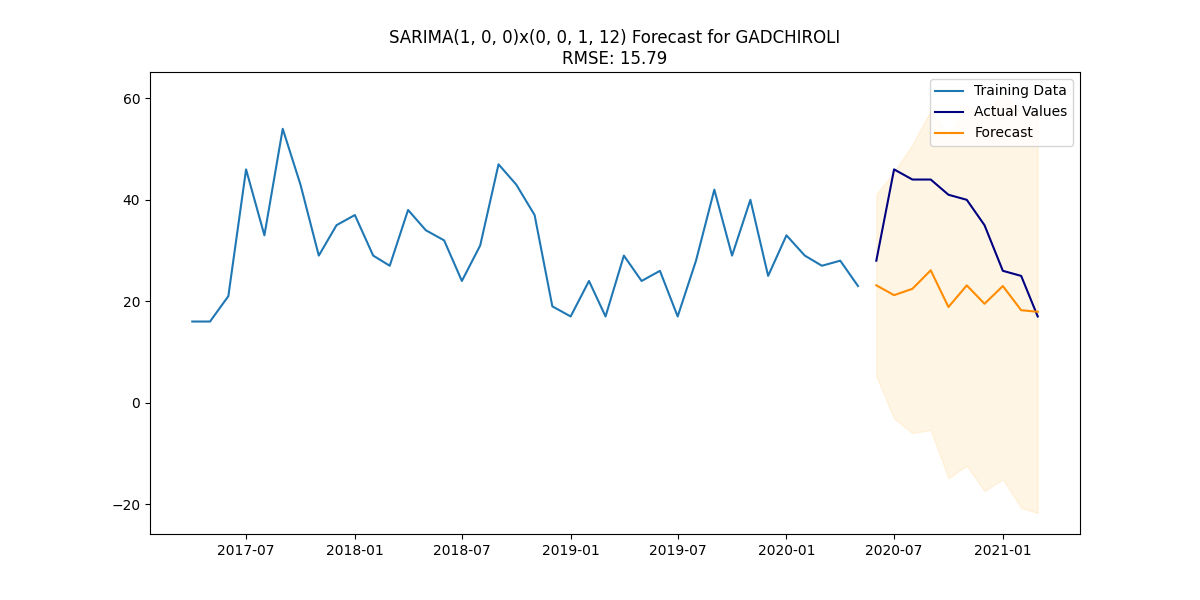 SARIMA(1, 0, 0)x(0, 0, 1, 12) Forecast for GADCHIROLI
RMSE: 15.79
Training Data
Actual Values
Forecast
60
40
20
0
−20
2017-07
2018-01
2018-07
2019-01
2019-07
2020-01
2020-07
2021-01